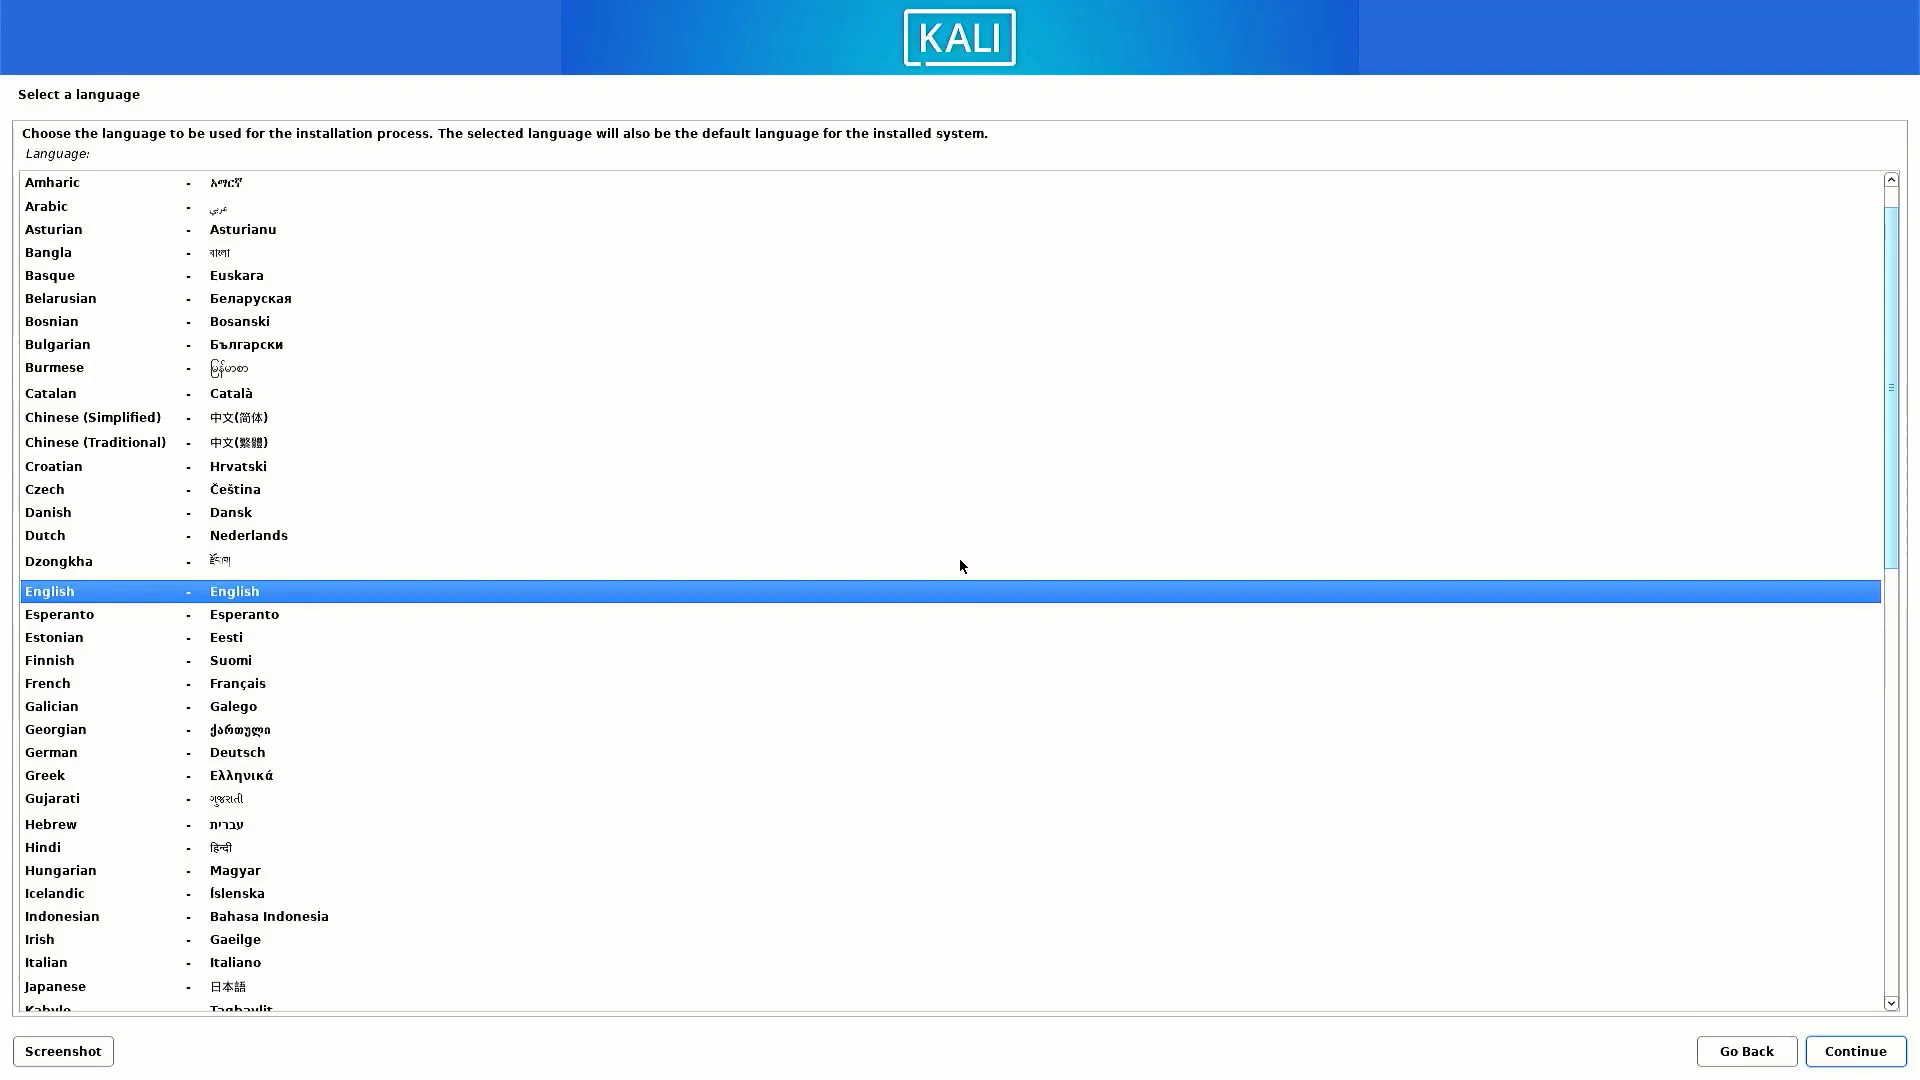 KALI
Select a language
Choose the language to be used for the installation process. The selected language will also be the default language for the installed system.
Language:
Amharic - አማርኛ
Arabic - عربي
Asturian - Asturianu
Bangla - বাংলা
Basque - Euskara
Belarusian - Беларуская
Bosnian - Bosanski
Bulgarian - Български
Burmese - မြန်မာစာ
Catalan - Català
Chinese (Simplified) - 中文(简体)
Chinese (Traditional) - 中文(繁體)
Croatian - Hrvatski
Czech - Čeština
Danish - Dansk
Dutch - Nederlands
Dzongkha - རྫོང་ཁ།
English - English
Esperanto - Esperanto
Estonian - Eesti
Finnish - Suomi
French - Français
Galician - Galego
Georgian - ქართული
German - Deutsch
Greek - Ελληνικά
Gujarati - ગુજરાતી
Hebrew - עברית
Hindi - हिन्दी
Hungarian - Magyar
Icelandic - Íslenska
Indonesian - Bahasa Indonesia
Irish - Gaeilge
Italian - Italiano
Japanese - 日本語
Kabyle - Taqbaylit
Screenshot
Go Back
Continue